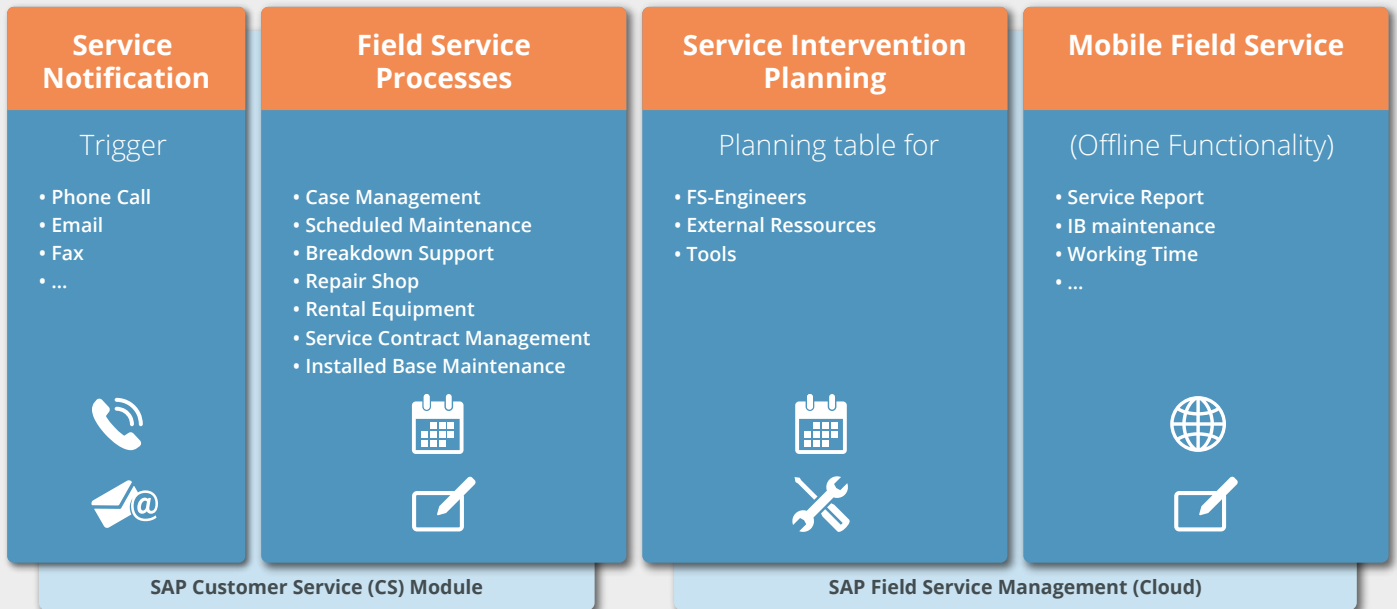 Service
Notification
Trigger
• Phone Call
• Email
• Fax
• ...
@
Field Service
Processes
• Case Management
• Scheduled Maintenance
• Breakdown Support
• Repair Shop
• Rental Equipment
• Service Contract Management
• Installed Base Maintenance
Service Intervention
Planning
Planning table for
• FS-Engineers
• External Ressources
• Tools
Mobile Field Service
(Offline Functionality)
• Service Report
• IB maintenance
• Working Time
• ...
SAP Customer Service (CS) Module
SAP Field Service Management (Cloud)